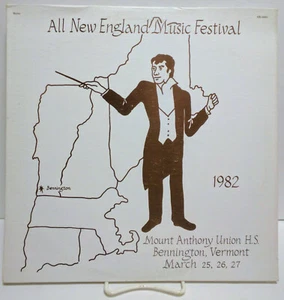 All New England Music Festival
Bennington
1982
Mount Anthony Union H.S.
Bennington, Vermont
March 25, 26, 27